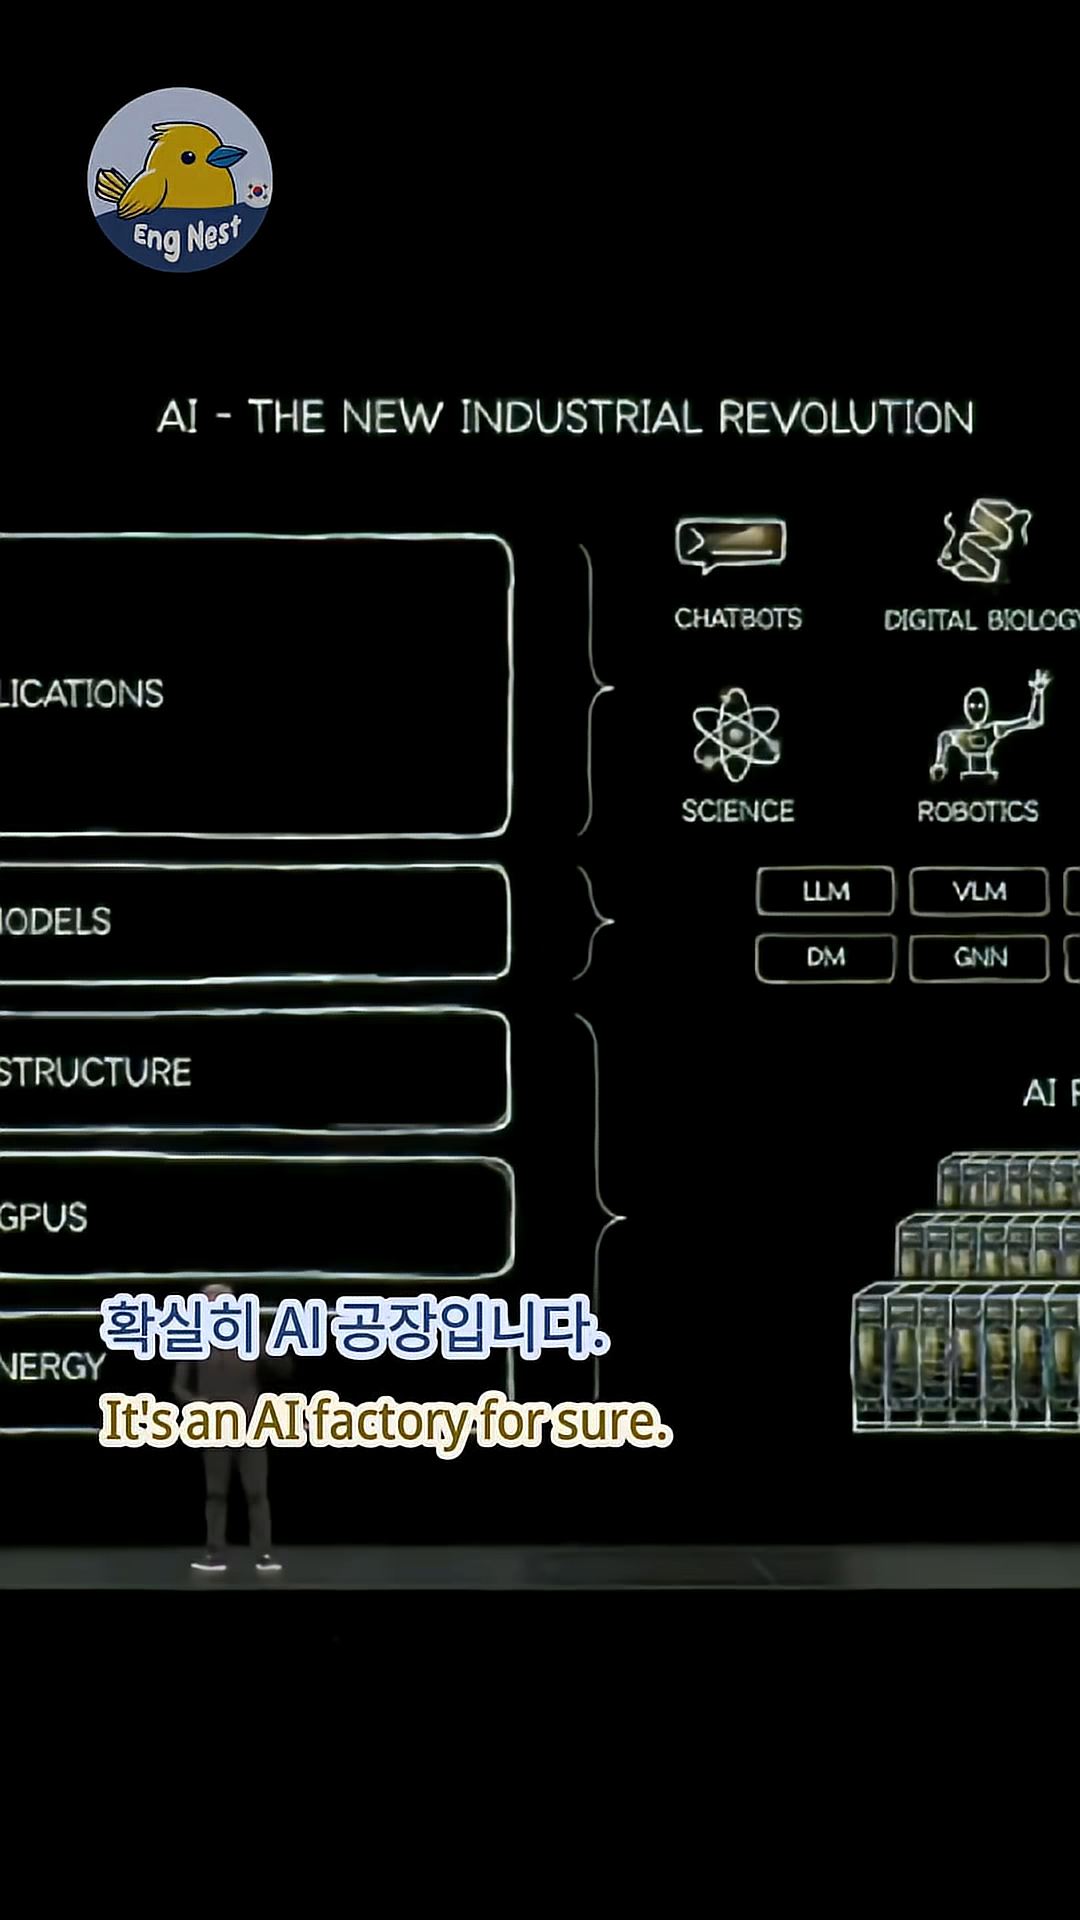 Eng Nest
AI - THE NEW INDUSTRIAL REVOLUTION
CHATBOTS
DIGITAL BIOLOGY
LICATIONS
SCIENCE
ROBOTICS
LLM
VLM
ODELS
DM
GNN
STRUCTURE
AI
GPUS
확실히 AI 공장입니다.
NERGY
It's an AI factory for sure.